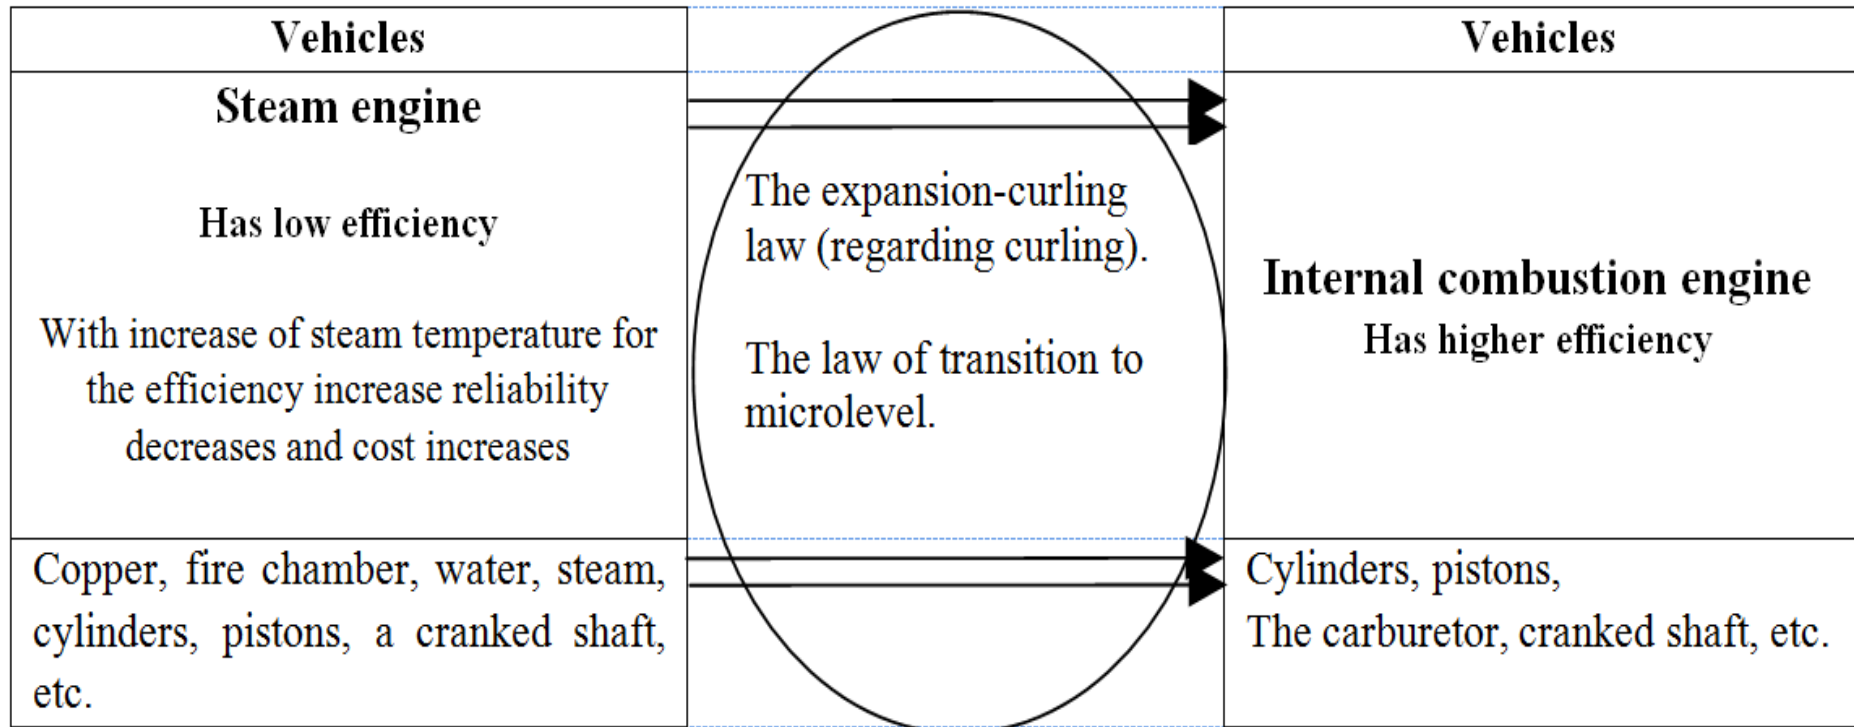 Vehicles
Steam engine
Has low efficiency
With increase of steam temperature for
the efficiency increase reliability
decreases and cost increases
Copper, fire chamber, water, steam,
cylinders, pistons, a cranked shaft,
etc.
The expansion-curling
law (regarding curling).
The law of transition to
microlevel.
Vehicles
Internal combustion engine
Has higher efficiency
Cylinders, pistons,
The carburetor, cranked shaft, etc.